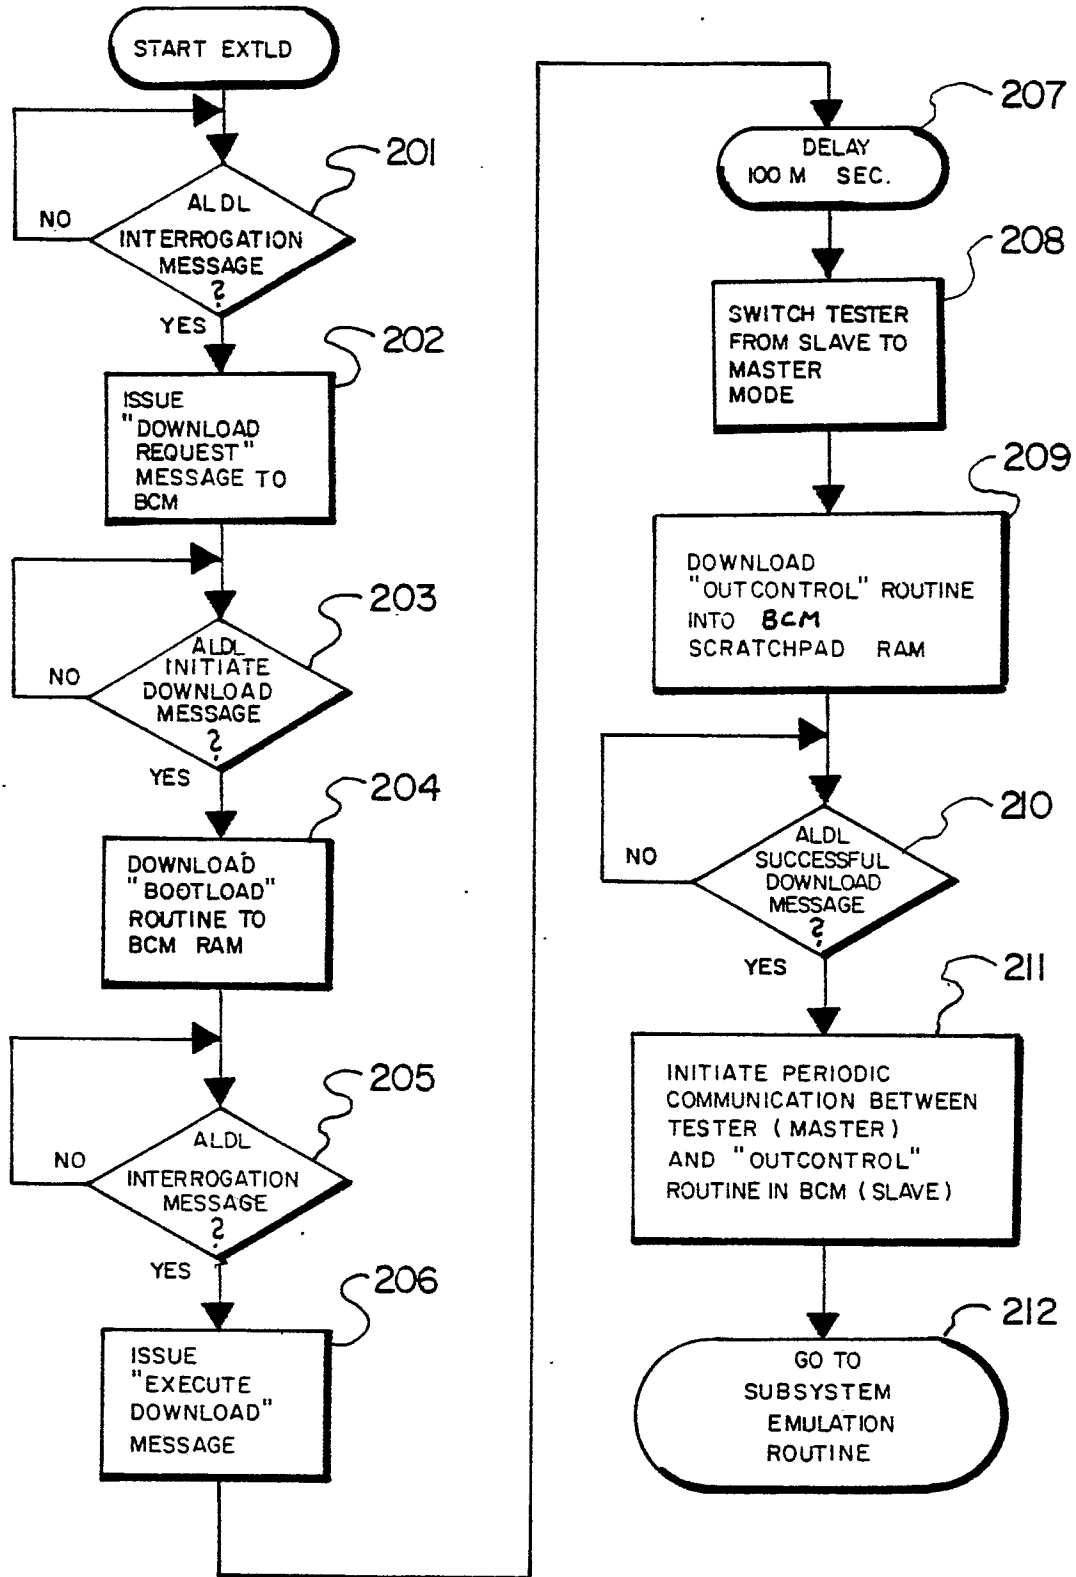 START EXTLD
201
ALDL
INTERROGATION
MESSAGE
?
NO
YES
202
ISSUE
"DOWNLOAD
REQUEST"
MESSAGE TO
BCM
203
ALDL
INITIATE
DOWNLOAD
MESSAGE
?
NO
YES
204
DOWNLOAD
"BOOTLOAD"
ROUTINE TO
BCM RAM
205
ALDL
INTERROGATION
MESSAGE
?
NO
YES
206
ISSUE
"EXECUTE
DOWNLOAD"
MESSAGE
207
DELAY
100 M SEC.
208
SWITCH TESTER
FROM SLAVE TO
MASTER
MODE
209
DOWNLOAD
"OUTCONTROL" ROUTINE
INTO BCM
SCRATCHPAD RAM
210
ALDL
SUCCESSFUL
DOWNLOAD
MESSAGE
?
NO
YES
211
INITIATE PERIODIC
COMMUNICATION BETWEEN
TESTER (MASTER)
AND "OUTCONTROL"
ROUTINE IN BCM (SLAVE)
212
GO TO
SUBSYSTEM
EMULATION
ROUTINE